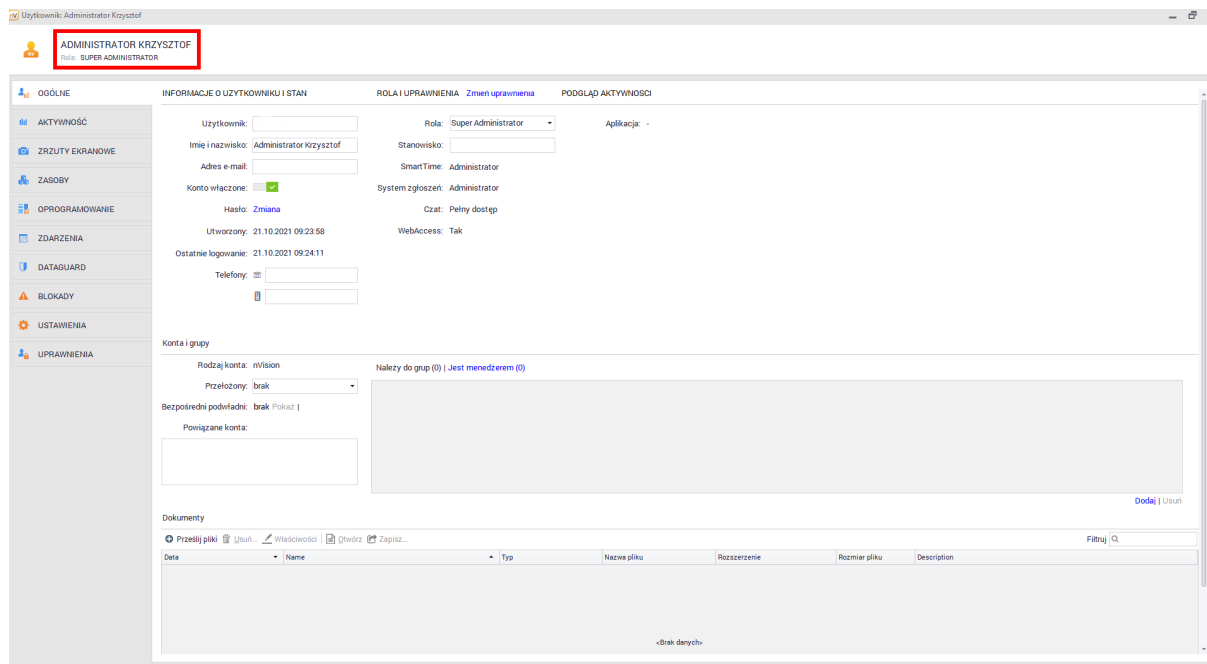 Użytkownik: Administrator Krzysztof
ADMINISTRATOR KRZYSZTOF
Rola: SUPER ADMINISTRATOR
OGÓLNE
AKTYWNOŚĆ
ZRZUTY EKRANOWE
ZASOBY
OPROGRAMOWANIE
ZDARZENIA
DATAGUARD
BLOKADY
USTAWIENIA
UPRAWNIENIA
INFORMACJE O UŻYTKOWNIKU I STAN
Użytkownik:
Imię i nazwisko: Administrator Krzysztof
Adres e-mail:
Konto włączone:
Hasło: Zmiana
Utworzony: 21.10.2021 09:23:58
Ostatnie logowanie: 21.10.2021 09:24:11
Telefony:
ROLA I UPRAWNIENIA Zmień uprawnienia
Rola: Super Administrator
Stanowisko:
SmartTime: Administrator
System zgłoszeń: Administrator
Czat: Pełny dostęp
WebAccess: Tak
PODGLĄD AKTYWNOŚCI
Aplikacja: -
Konta i grupy
Rodzaj konta: nVision
Przełożony: brak
Bezpośredni podwładni: brak Pokaż |
Powiązane konta:
Należy do grup (0) | Jest menedżerem (0)
Dodaj | Usuń
Dokumenty
Prześlij pliki Usuń... Właściwości | Otwórz Zapisz...
Filtruj
Data Name Typ Nazwa pliku Rozszerzenie Rozmiar pliku Description
<Brak danych>